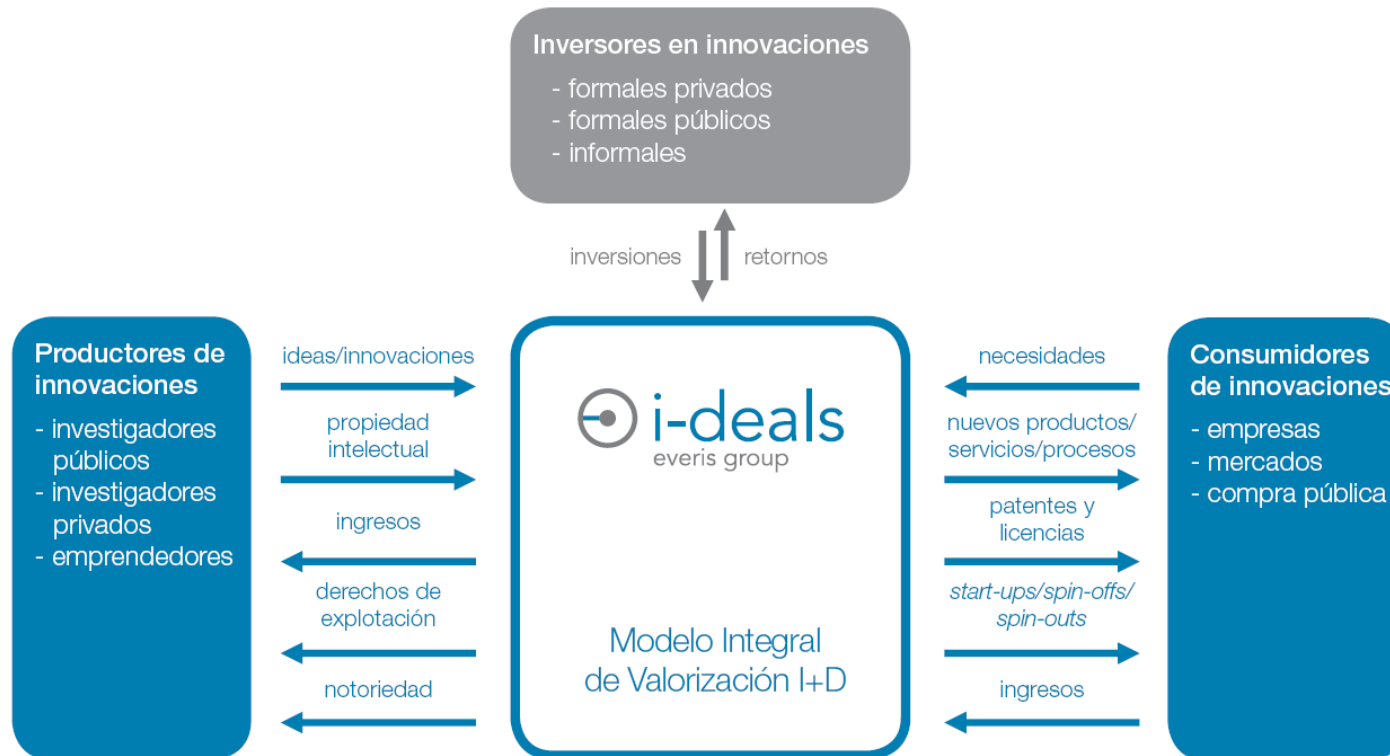 Inversores en innovaciones
- formales privados
- formales públicos
- informales
inversiones
retornos
Productores de
innovaciones
- investigadores
públicos
- investigadores
privados
- emprendedores
ideas/innovaciones
propiedad
intelectual
ingresos
derechos de
explotación
notoriedad
i-deals
everis group
Modelo Integral
de Valorización I+D
necesidades
nuevos productos/
servicios/procesos
patentes y
licencias
start-ups/spin-offs/
spin-outs
ingresos
Consumidores
de innovaciones
- empresas
- mercados
- compra pública